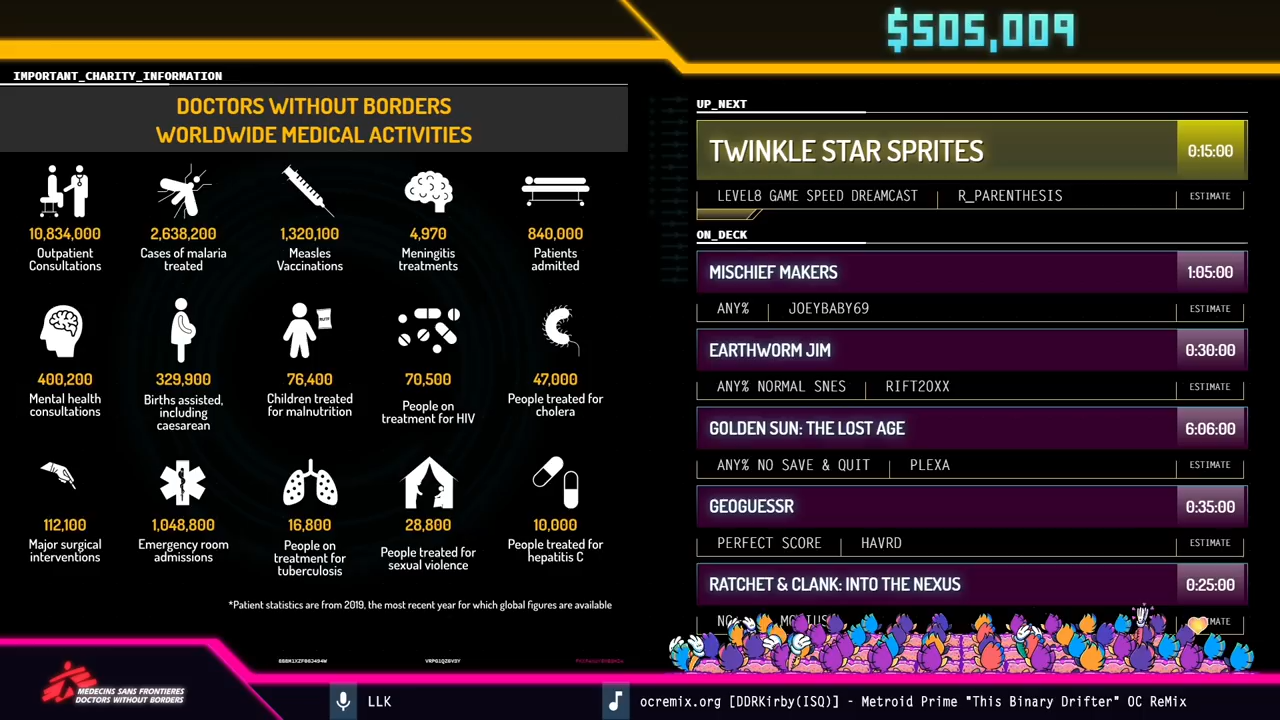 $505,009
IMPORTANT_CHARITY_INFORMATION
DOCTORS WITHOUT BORDERS
WORLDWIDE MEDICAL ACTIVITIES
10,834,000
Outpatient
Consultations
2,638,200
Cases of malaria
treated
1,320,100
Measles
Vaccinations
4,970
Meningitis
treatments
840,000
Patients
admitted
400,200
Mental health
consultations
329,900
Births assisted,
including
caesarean
76,400
Children treated
for malnutrition
70,500
People on
treatment for HIV
47,000
People treated for
cholera
112,100
Major surgical
interventions
1,048,800
Emergency room
admissions
16,800
People on
treatment for
tuberculosis
28,800
People treated for
sexual violence
10,000
People treated for
hepatitis C
*Patient statistics are from 2019, the most recent year for which global figures are available
UP_NEXT
TWINKLE STAR SPRITES 0:15:00
LEVEL8 GAME SPEED DREAMCAST R_PARENTHESIS ESTIMATE
ON_DECK
MISCHIEF MAKERS 1:05:00
ANY% JOEYBABY69 ESTIMATE
EARTHWORM JIM 0:30:00
ANY% NORMAL SNES RIFT20XX ESTIMATE
GOLDEN SUN: THE LOST AGE 6:06:00
ANY% NO SAVE & QUIT PLEXA ESTIMATE
GEOGUESSR 0:35:00
PERFECT SCORE HAVRD ESTIMATE
RATCHET & CLANK: INTO THE NEXUS 0:25:00
MEDECINS SANS FRONTIERES
DOCTORS WITHOUT BORDERS
LLK
ocremix.org [DDRKirby(ISQ)] - Metroid Prime "This Binary Drifter" OC ReMix